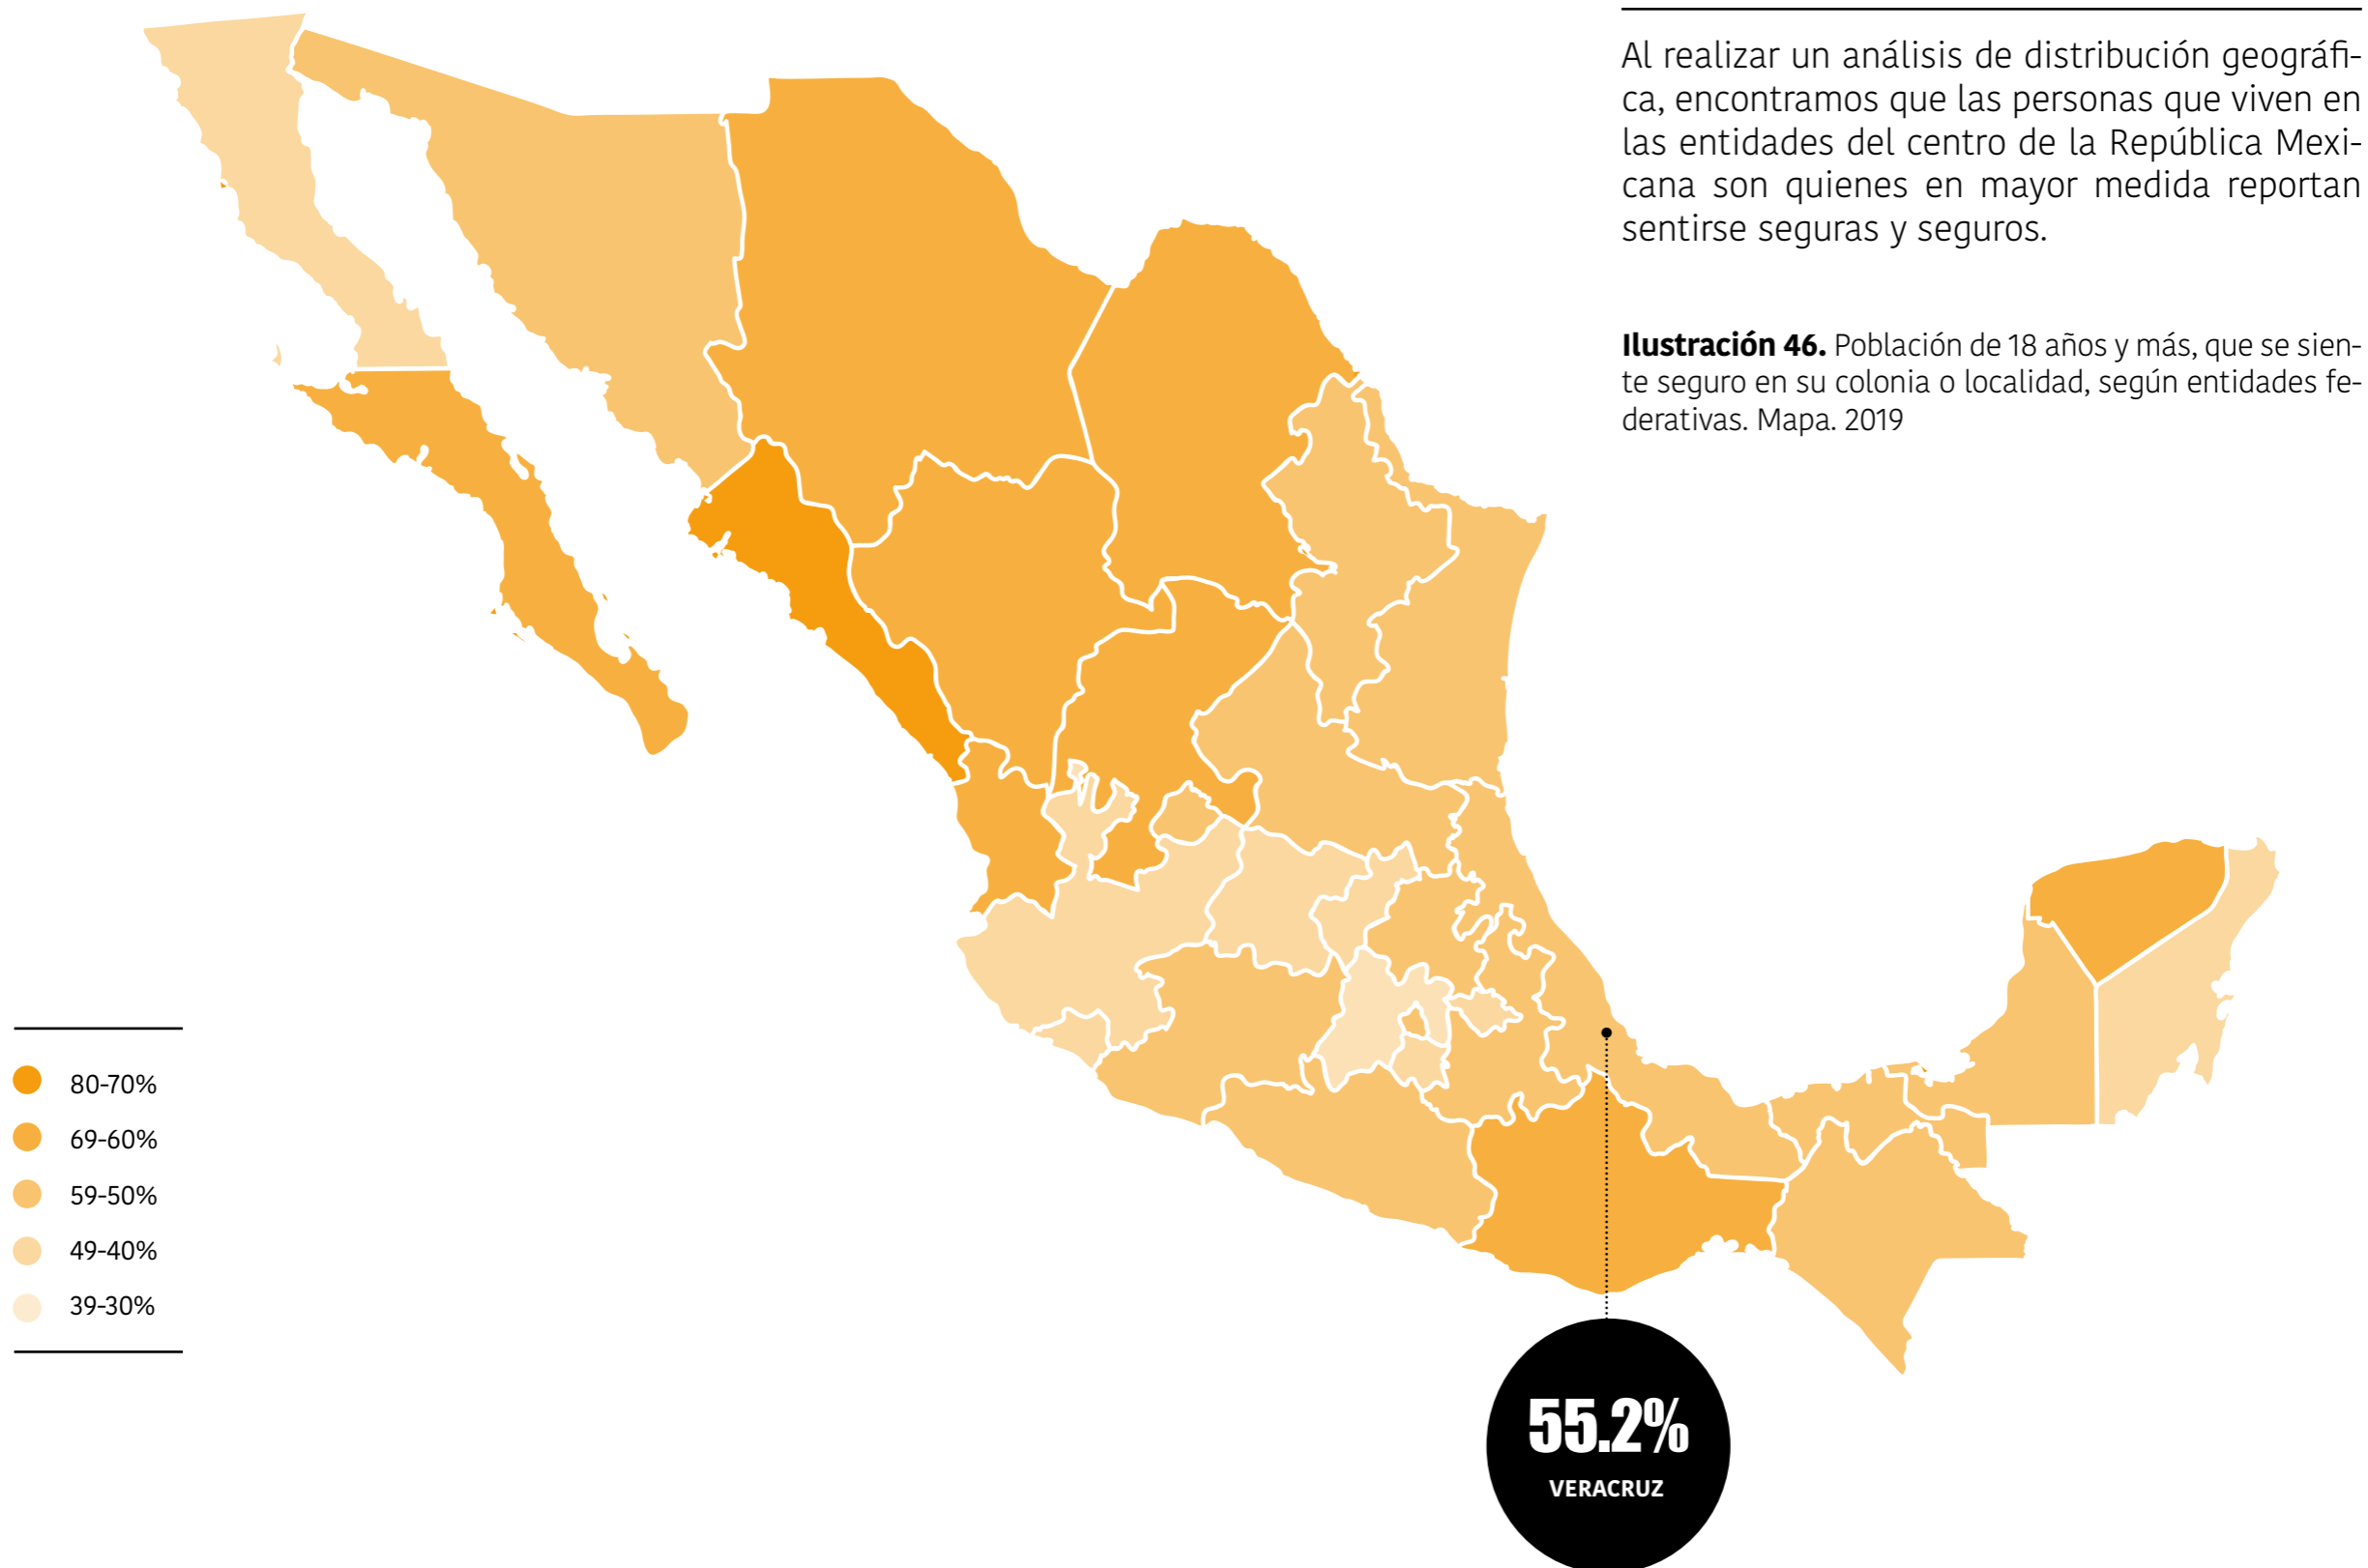 Al realizar un análisis de distribución geográfi-
ca, encontramos que las personas que viven en
las entidades del centro de la República Mexi-
cana son quienes en mayor medida reportan
sentirse seguras y seguros.
Ilustración 46. Población de 18 años y más, que se sien-
te seguro en su colonia o localidad, según entidades fe-
derativas. Mapa. 2019
80-70%
69-60%
59-50%
49-40%
39-30%
55.2%
VERACRUZ